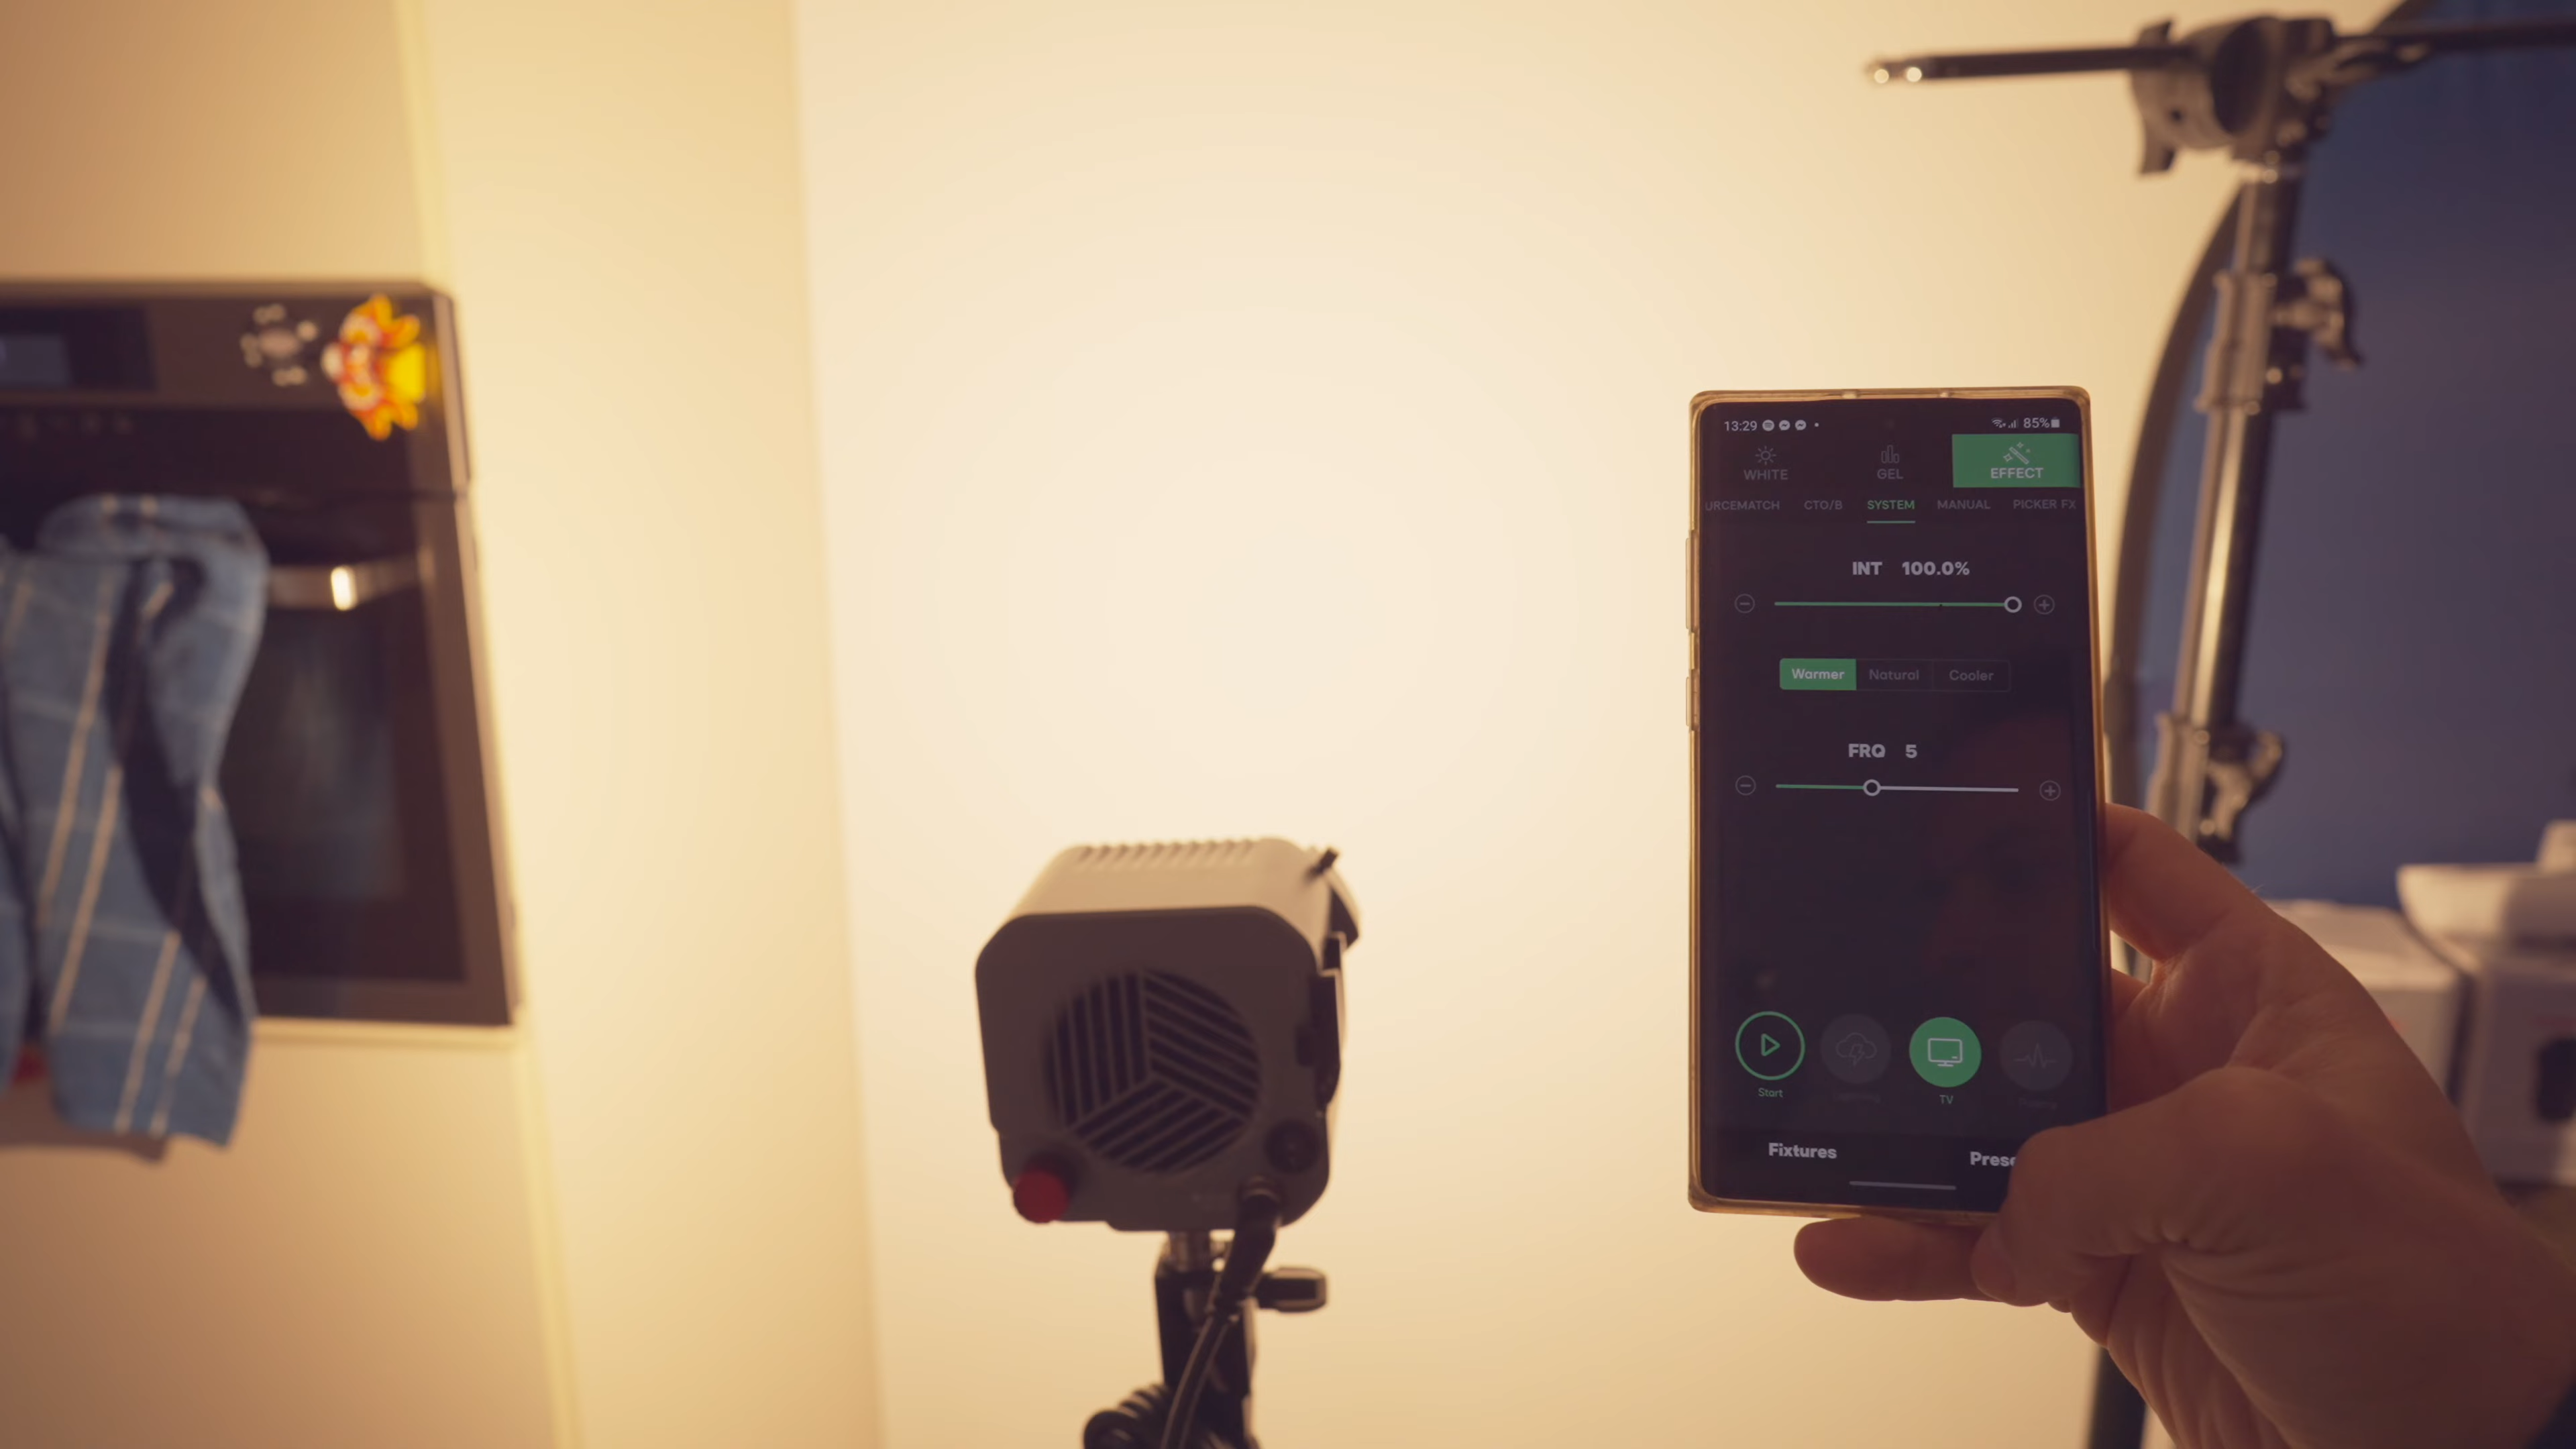 13:29 85%
WHITE GEL EFFECT
URCEMATCH CTO/B SYSTEM MANUAL PICKER FX
INT 100.0%
Warmer Natural Cooler
FRQ 5
Start TV
Fixtures Prese